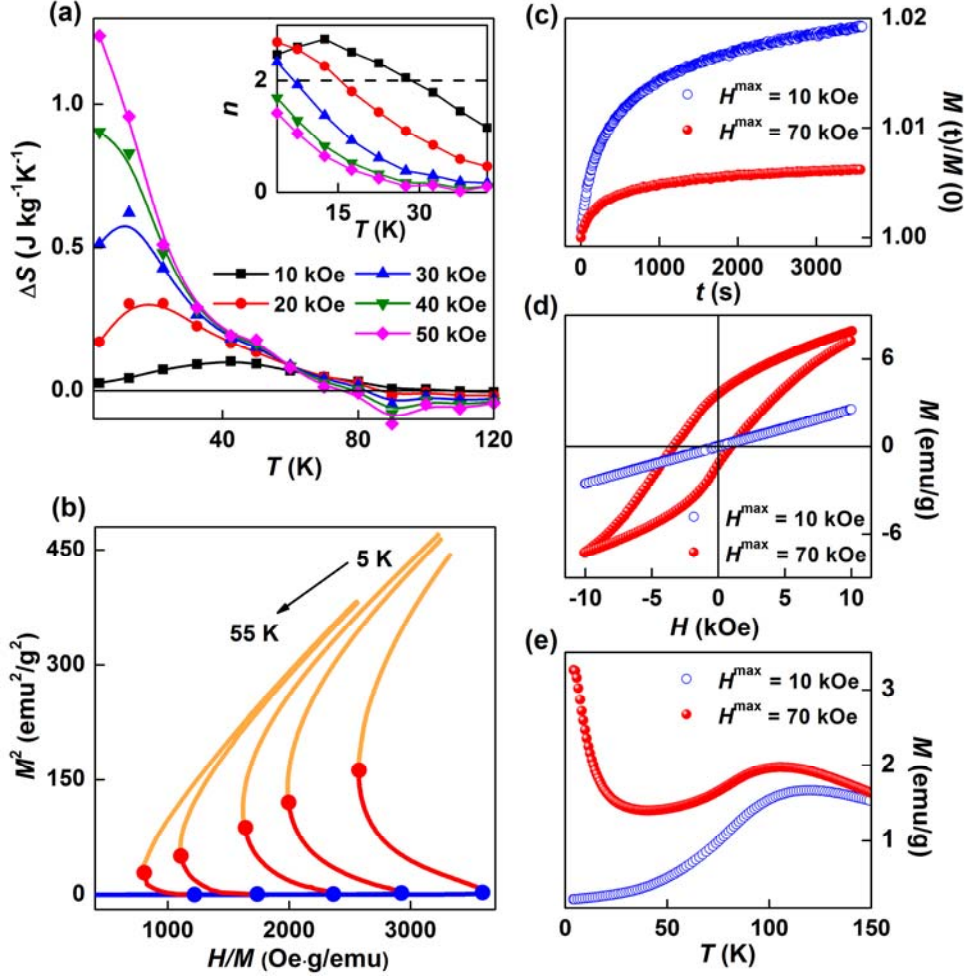 (a)
ΔS (J kg⁻¹K⁻¹)
1.0
0.5
0.0
40
80
120
T (K)
n
2
0
15
30
T (K)
10 kOe
20 kOe
30 kOe
40 kOe
50 kOe
(b)
M² (emu²/g²)
450
300
150
0
5 K
55 K
1000
2000
3000
H/M (Oe·g/emu)
(c)
1.02
1.01
1.00
M (t)/M (0)
Hᵐᵃˣ = 10 kOe
Hᵐᵃˣ = 70 kOe
0
1000
2000
3000
t (s)
(d)
6
0
-6
M (emu/g)
Hᵐᵃˣ = 10 kOe
Hᵐᵃˣ = 70 kOe
-10
-5
0
5
10
H (kOe)
(e)
3
2
1
M (emu/g)
Hᵐᵃˣ = 10 kOe
Hᵐᵃˣ = 70 kOe
0
50
100
150
T (K)